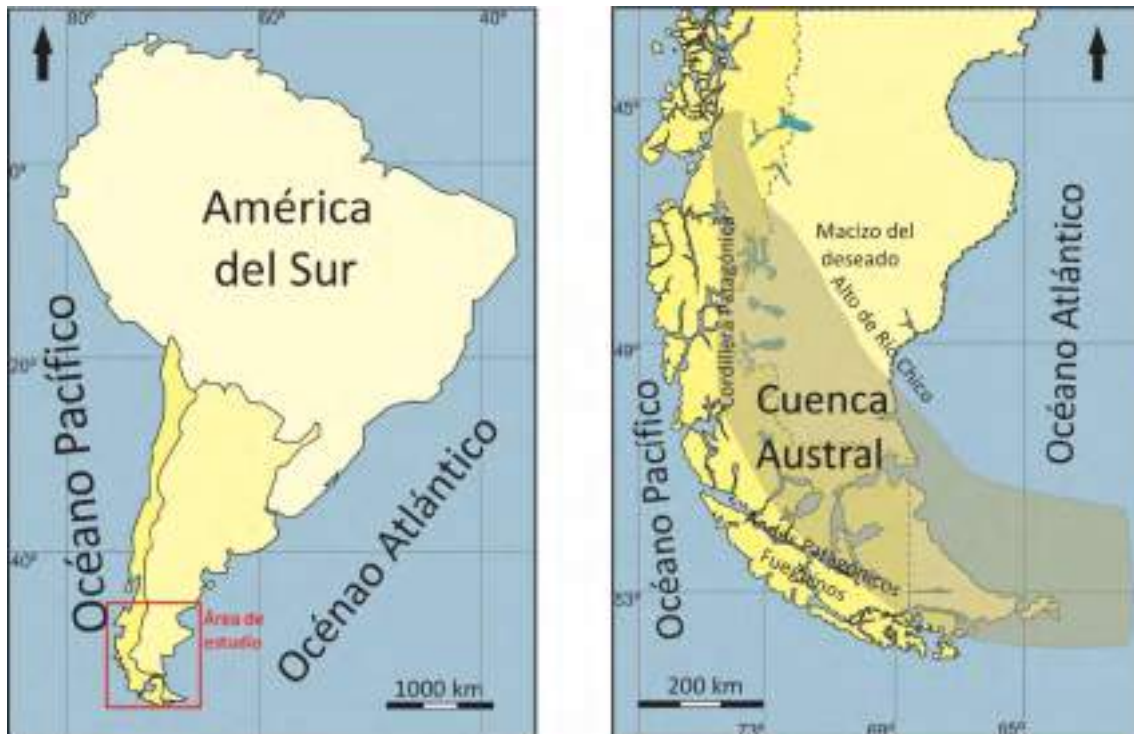 80°
60°
40°
0°
América
del Sur
20°
Océano Pacífico
Océnao Atlántico
40°
Área de
estudio
1000 km
45°
Macizo del
deseado
Cordillera Patagónica
Alto de Río Chico
Océano Atlántico
49°
Cuenca
Austral
Océano Pacífico
Andes Patagónicos
Fueguinos
53°
200 km
73°
69°
65°